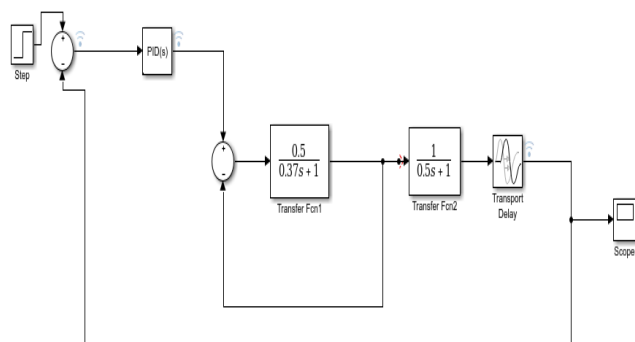 Step
+
-
PID(s)
+
-
0.5
0.37s + 1
Transfer Fcn1
1
0.5s + 1
Transfer Fcn2
Transport
Delay
Scope